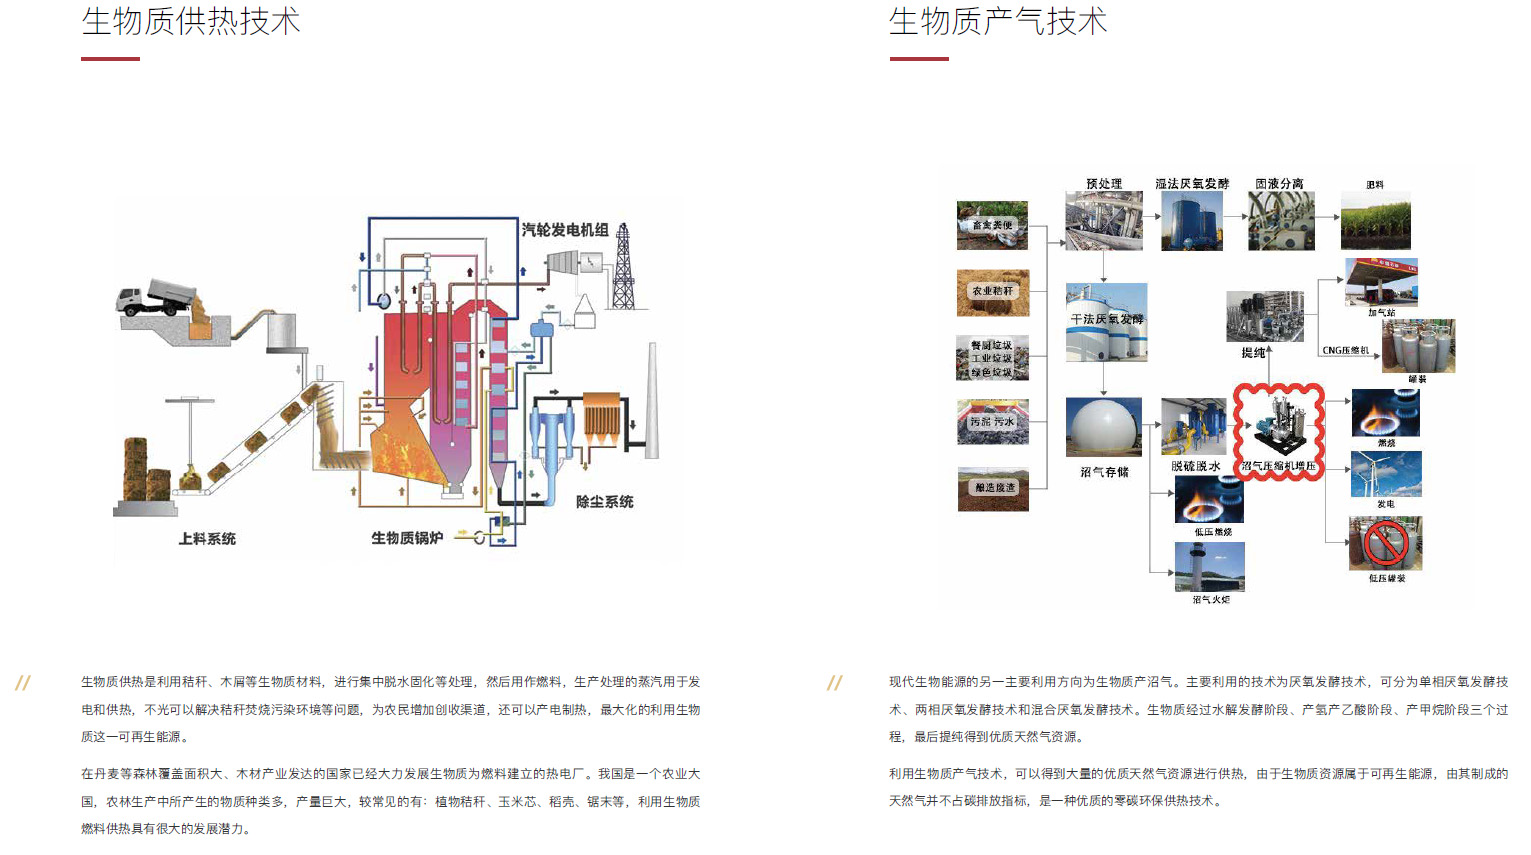 生物质供热技术
汽轮发电机组
除尘系统
上料系统
生物质锅炉
//
生物质供热是利用秸秆、木屑等生物质材料，进行集中脱水固化等处理，然后用作燃料，生产处理的蒸汽用于发
电和供热，不光可以解决秸秆焚烧污染环境等问题，为农民增加创收渠道，还可以产电制热，最大化的利用生物
质这一可再生能源。
在丹麦等森林覆盖面积大、木材产业发达的国家已经大力发展生物质为燃料建立的热电厂。我国是一个农业大
国，农林生产中所产生的物质种类多，产量巨大，较常见的有：植物秸秆、玉米芯、稻壳、锯末等，利用生物质
燃料供热具有很大的发展潜力。
生物质产气技术
预处理
湿法厌氧发酵
固液分离
肥料
畜禽粪便
农业秸秆
餐厨垃圾
工业垃圾
绿色垃圾
污泥 污水
酿造废渣
干法厌氧发酵
沼气存储
脱硫脱水
低压燃烧
沼气火炬
提纯
沼气压缩机增压
加气站
CNG压缩机
罐装
燃烧
发电
低压罐装
//
现代生物能源的另一主要利用方向为生物质产沼气。主要利用的技术为厌氧发酵技术，可分为单相厌氧发酵技
术、两相厌氧发酵技术和混合厌氧发酵技术。生物质经过水解发酵阶段、产氢产乙酸阶段、产甲烷阶段三个过
程，最后提纯得到优质天然气资源。
利用生物质产气技术，可以得到大量的优质天然气资源进行供热，由于生物质资源属于可再生能源，由其制成的
天然气并不占碳排放指标，是一种优质的零碳环保供热技术。